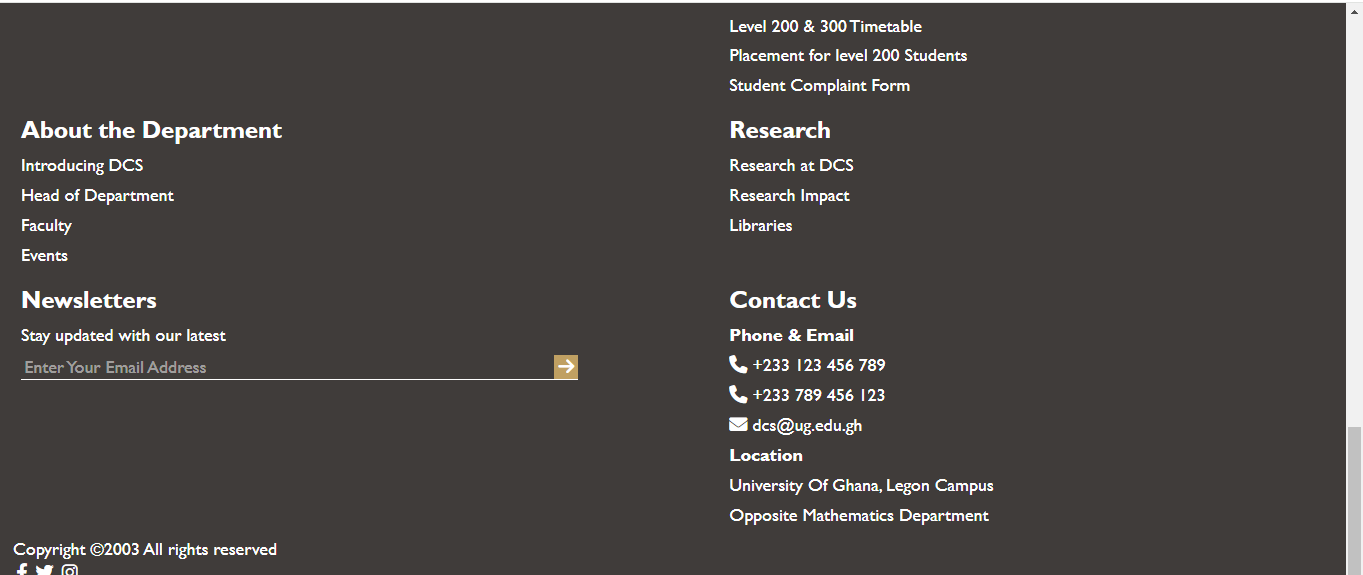 Level 200 & 300 Timetable
Placement for level 200 Students
Student Complaint Form
About the Department
Introducing DCS
Head of Department
Faculty
Events
Research
Research at DCS
Research Impact
Libraries
Newsletters
Stay updated with our latest
Enter Your Email Address
Contact Us
Phone & Email
+233 123 456 789
+233 789 456 123
dcs@ug.edu.gh
Location
University Of Ghana, Legon Campus
Opposite Mathematics Department
Copyright ©2003 All rights reserved